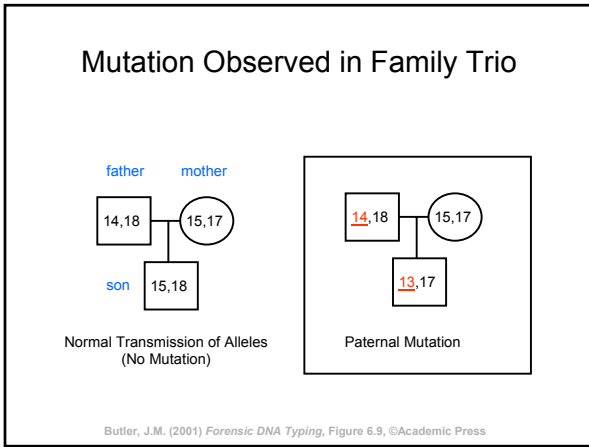 Mutation Observed in Family Trio
father mother
14,18 15,17
son 15,18
Normal Transmission of Alleles
(No Mutation)
14,18 15,17
13,17
Paternal Mutation
Butler, J.M. (2001) Forensic DNA Typing, Figure 6.9, ©Academic Press